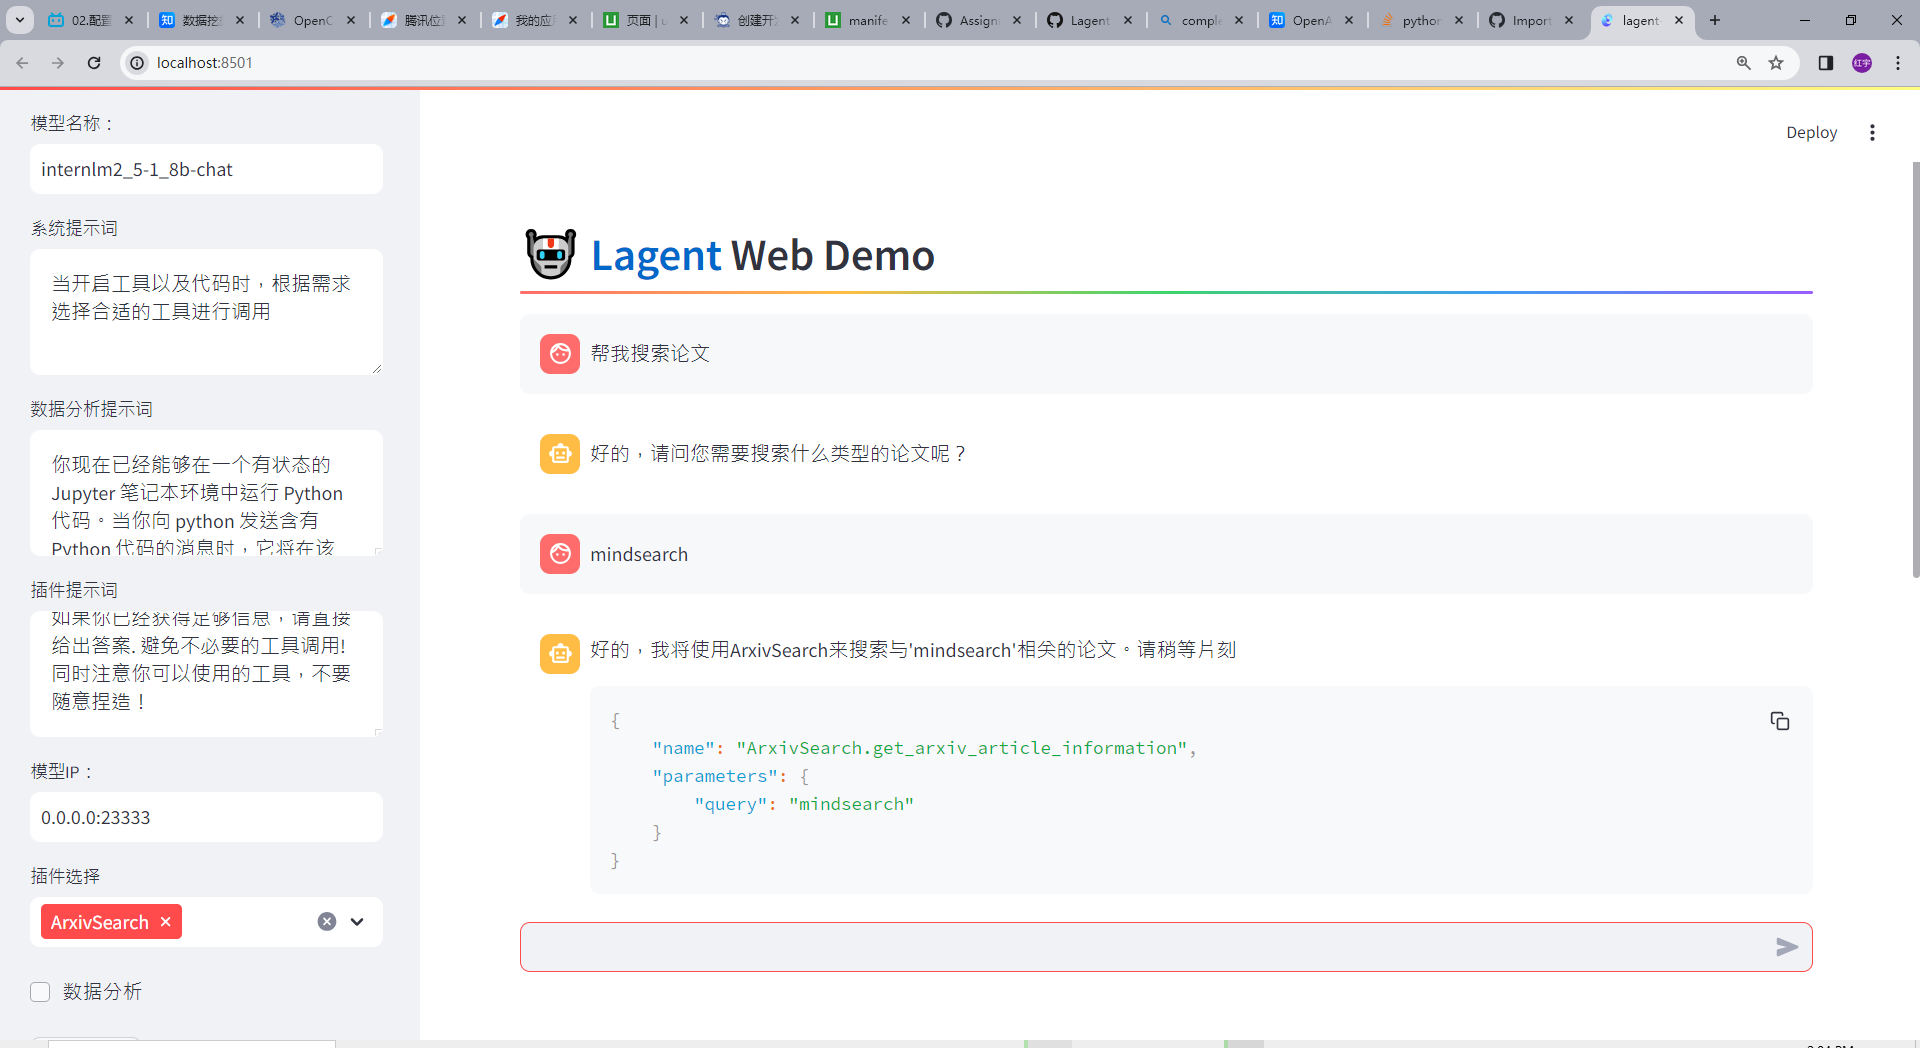 02.配置
数据挖
OpenC
腾讯位
我的应
页面 | u
创建开
manife
Assign
Lagent
comple
OpenA
python
Import
lagent
localhost:8501
红宇
模型名称：
internlm2_5-1_8b-chat
系统提示词
当开启工具以及代码时，根据需求
选择合适的工具进行调用
数据分析提示词
你现在已经能够在一个有状态的
Jupyter 笔记本环境中运行 Python
代码。当你向 python 发送含有
Python 代码的消息时，它将在该
插件提示词
如果你已经获得足够信息，请直接
给出答案. 避免不必要的工具调用!
同时注意你可以使用的工具，不要
随意捏造！
模型IP：
0.0.0.0:23333
插件选择
ArxivSearch
数据分析
Deploy
Lagent Web Demo
帮我搜索论文
好的，请问您需要搜索什么类型的论文呢？
mindsearch
好的，我将使用ArxivSearch来搜索与'mindsearch'相关的论文。请稍等片刻
{
"name": "ArxivSearch.get_arxiv_article_information",
"parameters": {
"query": "mindsearch"
}
}